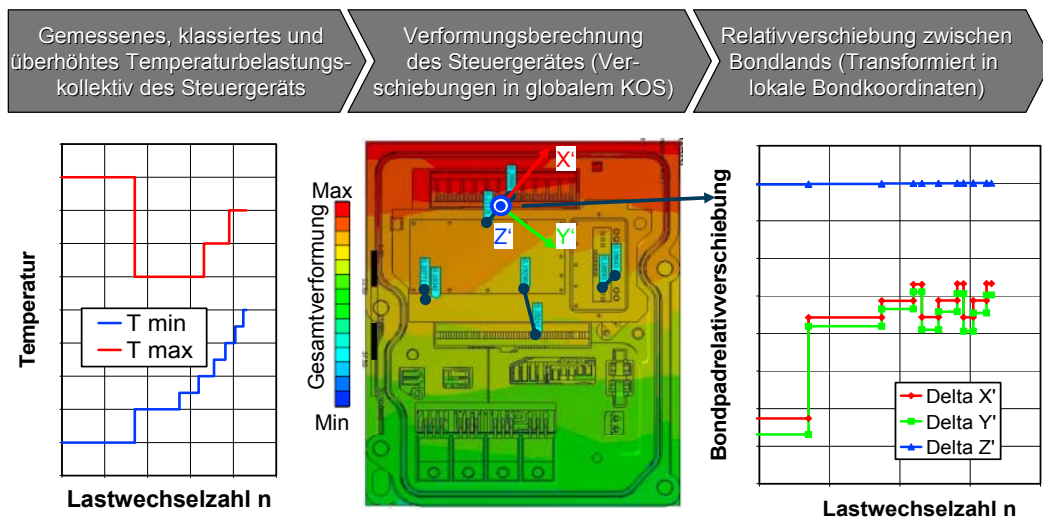 Gemessenes, klassiertes und
überhöhtes Temperaturbelastungs-
kollektiv des Steuergeräts
Verformungsberechnung
des Steuergerätes (Ver-
schiebungen in globalem KOS)
Relativverschiebung zwischen
Bondlands (Transformiert in
lokale Bondkoordinaten)
Temperatur
T min
T max
Lastwechselzahl n
Max
Gesamtverformung
Min
X'
Z'
Y'
Bondpadrelativverschiebung
Delta X'
Delta Y'
Delta Z'
Lastwechselzahl n